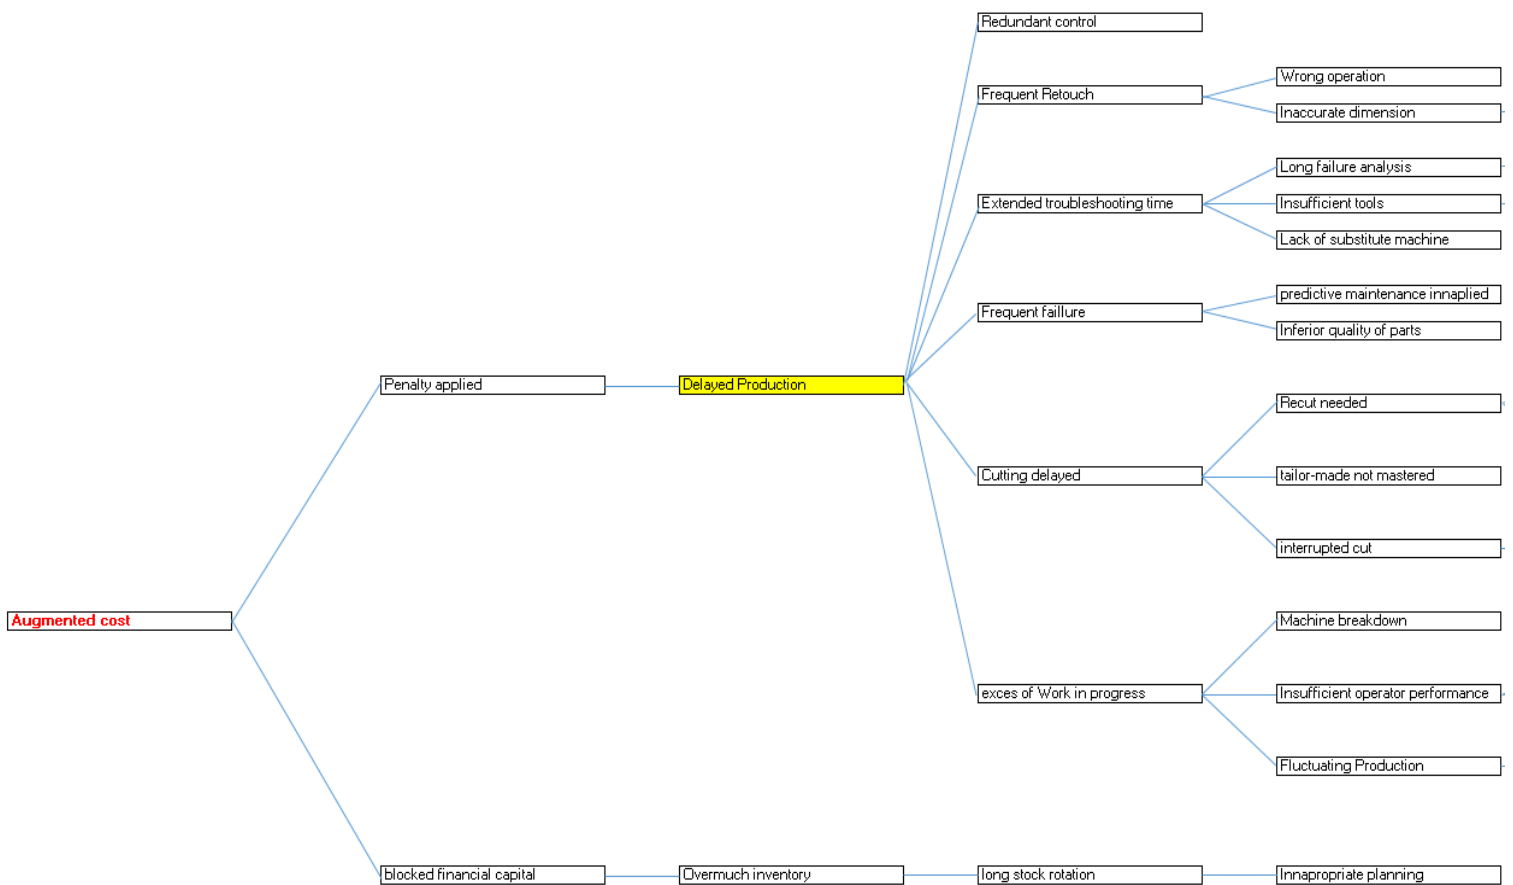 Redundant control
Wrong operation
Frequent Retouch
Inaccurate dimension
Long failure analysis
Extended troubleshooting time
Insufficient tools
Lack of substitute machine
predictive maintenance innaplied
Frequent faillure
Inferior quality of parts
Penalty applied
Delayed Production
Recut needed
Cutting delayed
tailor-made not mastered
interrupted cut
Augmented cost
Machine breakdown
exces of Work in progress
Insufficient operator performance
Fluctuating Production
blocked financial capital
Overmuch inventory
long stock rotation
Innapropriate planning